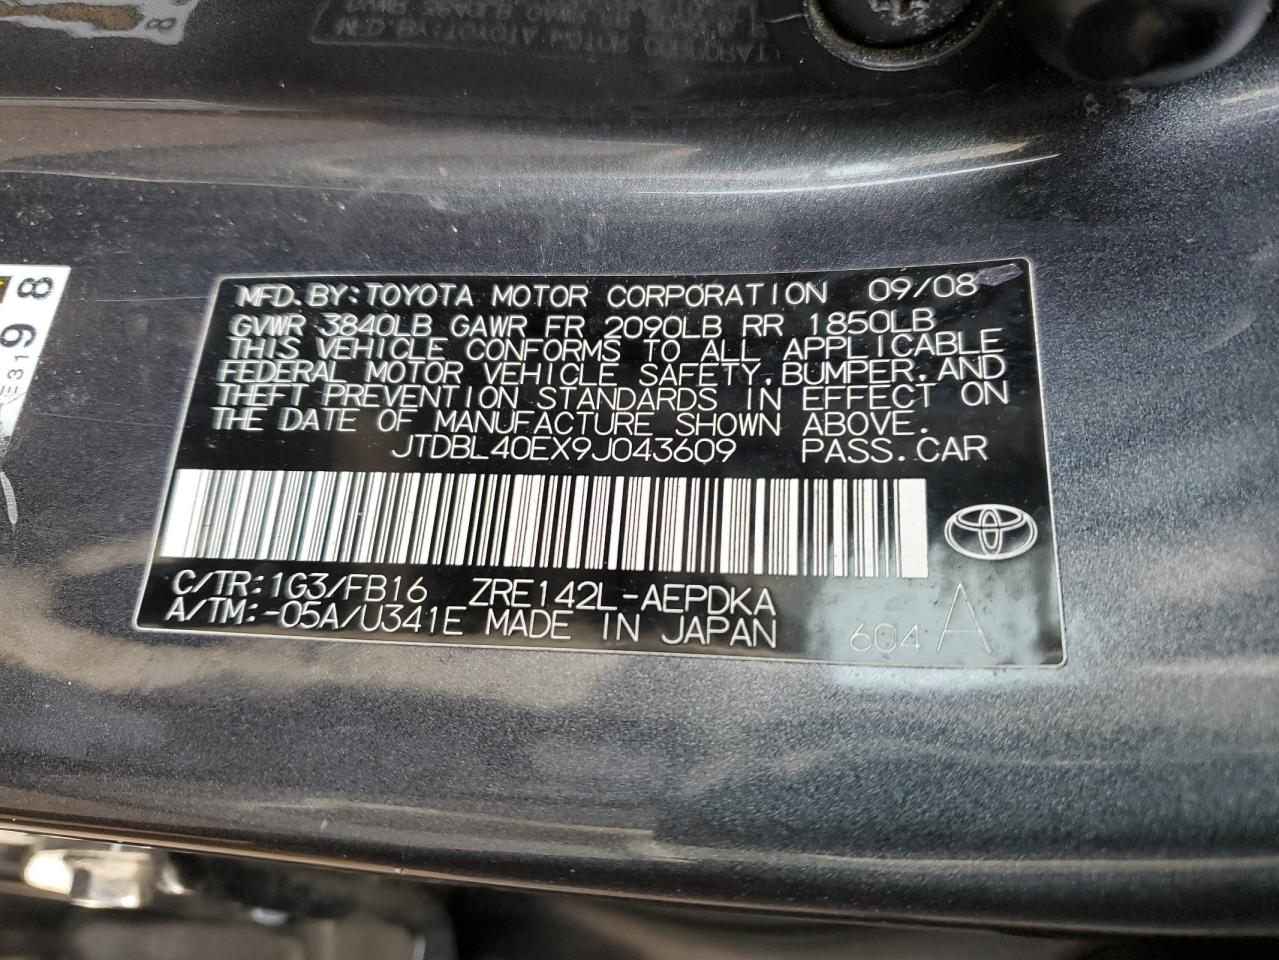 MFD.BY:TOYOTA MOTOR CORPORATION 09/08
GVWR 3840LB GAWR FR 2090LB RR 1850LB
THIS VEHICLE CONFORMS TO ALL APPLICABLE
FEDERAL MOTOR VEHICLE SAFETY,BUMPER,AND
THEFT PREVENTION STANDARDS IN EFFECT ON
THE DATE OF MANUFACTURE SHOWN ABOVE.
JTDBL40EX9J043609 PASS.CAR
C/TR:1G3/FB16 ZRE142L-AEPDKA
A/TM:-05A/U341E MADE IN JAPAN
604 A
98